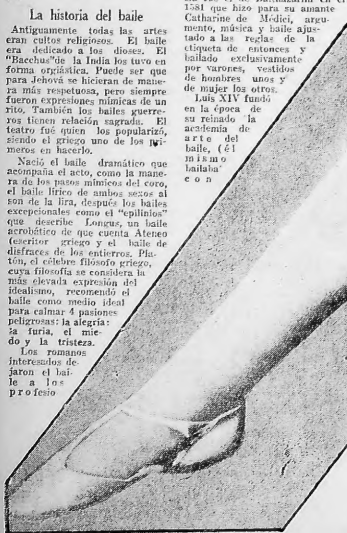 La historia del baile
Antiguamente todas las artes
eran cultos religiosos. El baile
era dedicado a los dioses. El
"Bacchus"de la India los tuvo en
forma orgiástica. Puede ser que
para Jehová se hicieran de mane-
ra más respetuosa, pero siempre
fueron expresiones mímicas de un
rito. También los bailes guerre-
ros tienen relación sagrada. El
teatro fué quien los popularizó,
siendo el griego uno de los pri-
meros en hacerlo.
Nació el baile dramático que
acompaña el acto, como la mane-
ra de los pasos mímicos del coro,
el baile lírico de ambos sexos al
son de la lira, después los bailes
excepcionales como el "epilinios"
que describe Longus, un baile
acrobático de que cuenta Ateneo
(escritor griego y el baile de
disfraces de los entierros. Pla-
tón, el célebre filósofo griego,
cuya filosofía se considera la
más elevada expresión del
idealismo, recomendó el
baile como medio ideal
para calmar 4 pasiones
peligrosas: la alegría:
la furia, el mie-
do y la tristeza.
Los romanos
interesados de-
jaron el bai-
le a los
profesio
1581 que hizo para su amante
Catharine de Médici, argu-
mento, música y baile ajus-
tado a las reglas de la
etiqueta de entonces y
bailado exclusivamente
por varones, vestidos
de hombres unos y
de mujer los otros.
Luis XIV fundó
en la época de
su reinado la
academia de
arte del
baile, (él
mismo
bailaba
con